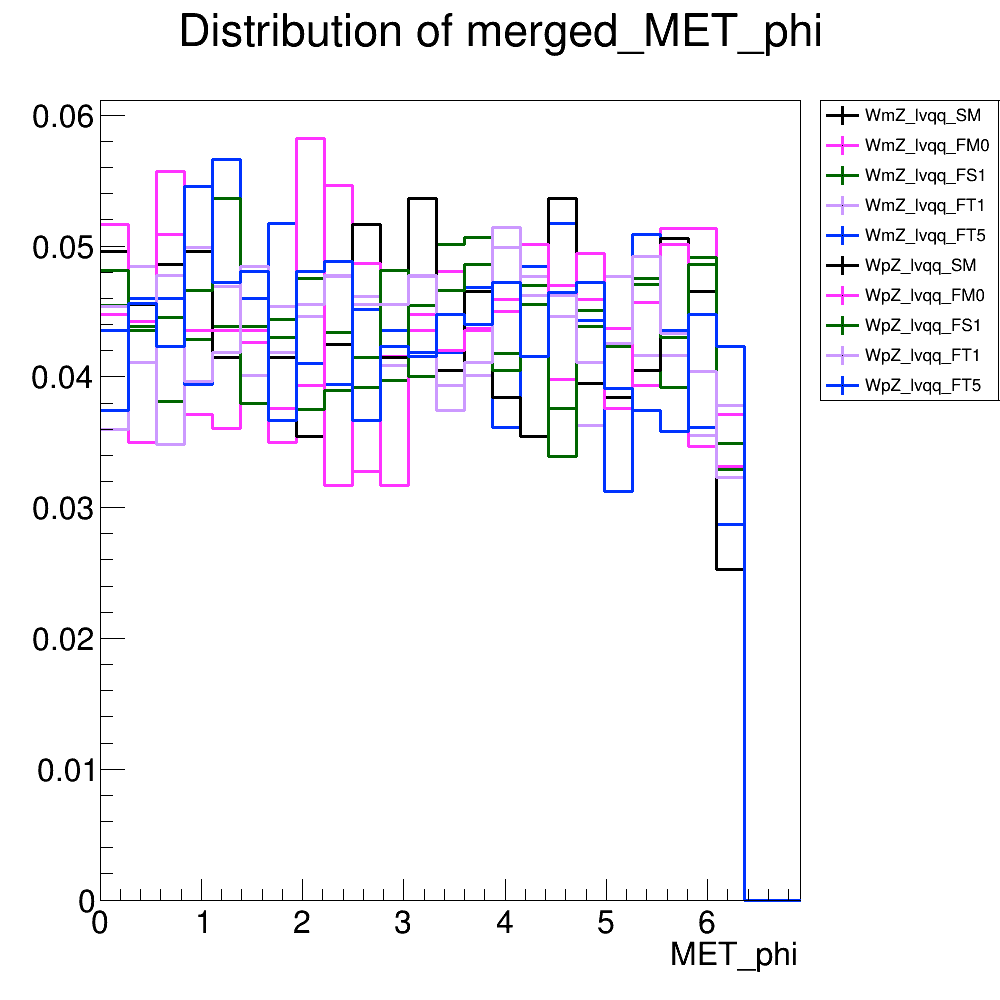 Distribution of merged_MET_phi
0.06
0.05
0.04
0.03
0.02
0.01
0
0 1 2 3 4 5 6
MET_phi
WmZ_lvqq_SM
WmZ_lvqq_FM0
WmZ_lvqq_FS1
WmZ_lvqq_FT1
WmZ_lvqq_FT5
WpZ_lvqq_SM
WpZ_lvqq_FM0
WpZ_lvqq_FS1
WpZ_lvqq_FT1
WpZ_lvqq_FT5